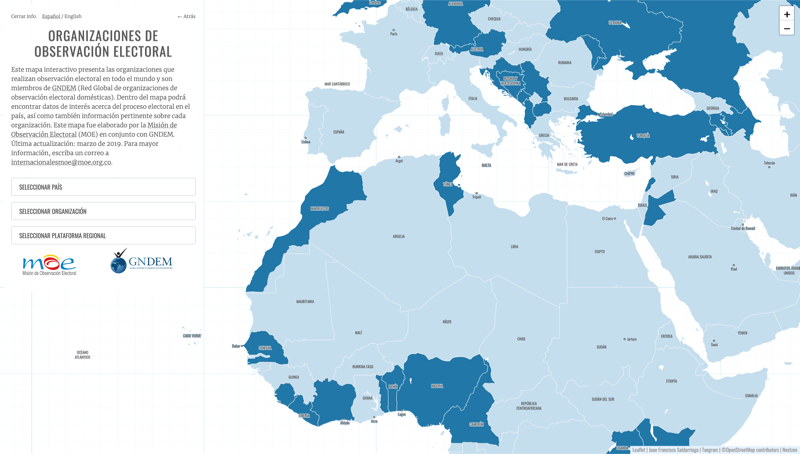 Cerrar info. Español / English ← Atrás
ORGANIZACIONES DE
OBSERVACIÓN ELECTORAL
Este mapa interactivo presenta las organizaciones que
realizan observación electoral en todo el mundo y son
miembros de GNDEM (Red Global de organizaciones de
observación electoral domésticas). Dentro del mapa podrá
encontrar datos de interés acerca del proceso electoral en el
país, así como también información pertinente sobre cada
organización. Este mapa fue elaborado por la Misión de
Observación Electoral (MOE) en conjunto con GNDEM.
Última actualización: marzo de 2019. Para mayor
información, escriba un correo a
internacionalesmoe@moe.org.co.
SELECCIONAR PAÍS
SELECCIONAR ORGANIZACIÓN
SELECCIONAR PLATAFORMA REGIONAL
moe
Misión de Observación Electoral
GNDEM
+
−
BÉLGICA
ALEMANIA
París
CHEQUIA
UCRANIA
SUIZA
AUSTRIA
HUNGRÍA
RUMANIA
MAR CANTÁBRICO
ITALIA
BULGARIA
GEORGIA
ESPAÑA
Lisboa
GRECIA
TURQUÍA
Argel
MALTA
MAR DE CRETA
CHIPRE
SIRIA
Teherán
TÚNEZ
Trípoli
IRAQ
IRÁN
MARRUECOS
ISRAEL
El Cairo
Ciudad de Kuwait
ARGELIA
LIBIA
EGIPTO
ARABIA SAUDITA
Riad
EMIRATOS ÁRABES
UNIDOS
MAURITANIA
MALÍ
NÍGER
CHAD
SUDÁN
Jartum
ERITREA
YEMEN
Saná
CABO VERDE
Dakar
SENEGAL
OCÉANO
ATLÁNTICO
BURKINA FASO
GUINEA
GHANA
NIGERIA
Abiyán
Acra
Lagos
CAMERÚN
REPÚBLICA
CENTROAFRICANA
SUDÁN DEL SUR
ETIOPÍA
SOMALIA
Leaflet | Juan Francisco Saldarriaga / Tangram | ©OpenStreetMap contributors | Nextzen